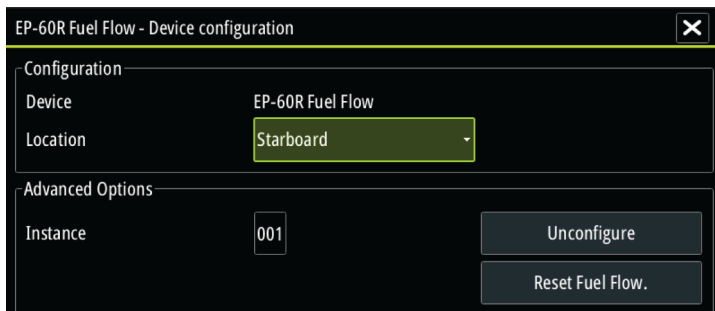 EP-60R Fuel Flow - Device configuration
Configuration
Device EP-60R Fuel Flow
Location Starboard
Advanced Options
Instance 001 Unconfigure
Reset Fuel Flow.